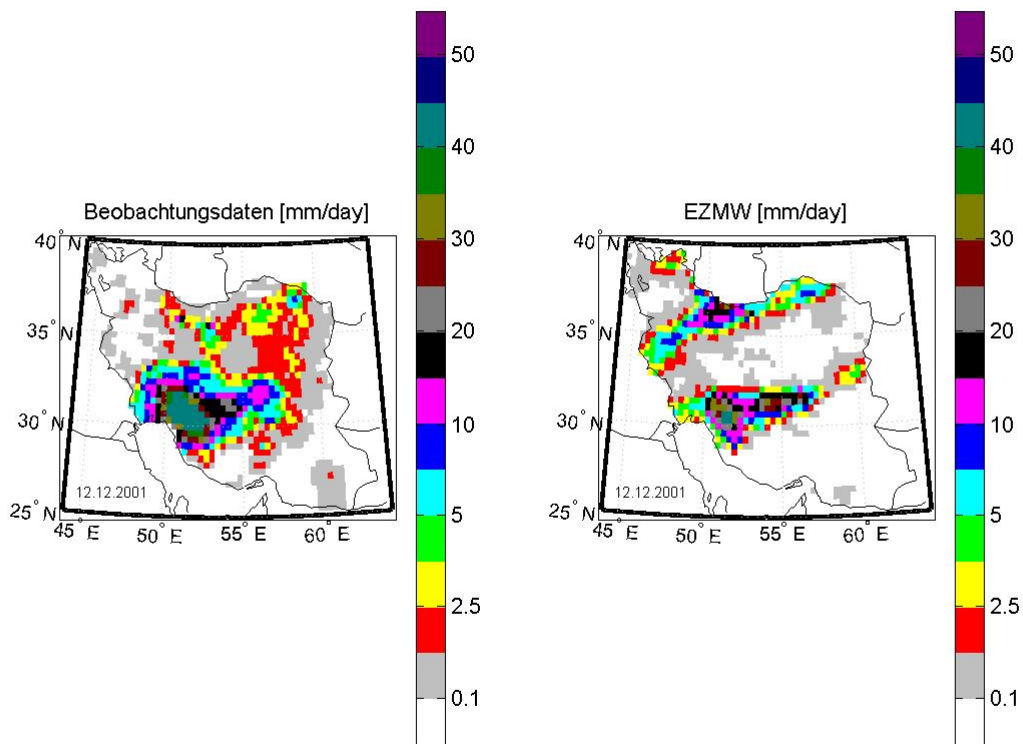 Beobachtungsdaten [mm/day]
40° N
35° N
30° N
25° N
45° E
50° E
55° E
60° E
12.12.2001
50
40
30
20
10
5
2.5
0.1
EZMW [mm/day]
40° N
35° N
30° N
25° N
45° E
50° E
55° E
60° E
12.12.2001
50
40
30
20
10
5
2.5
0.1